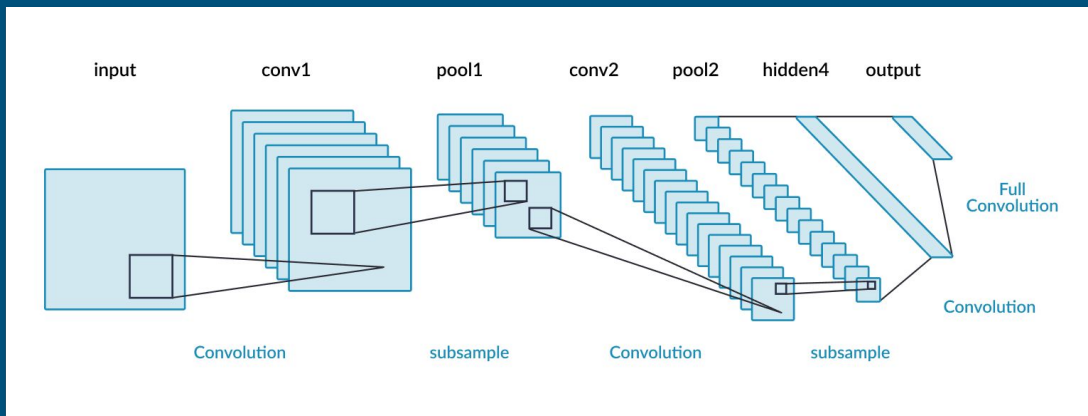 input conv1 pool1 conv2 pool2 hidden4 output
Full
Convolution
Convolution
Convolution subsample Convolution subsample